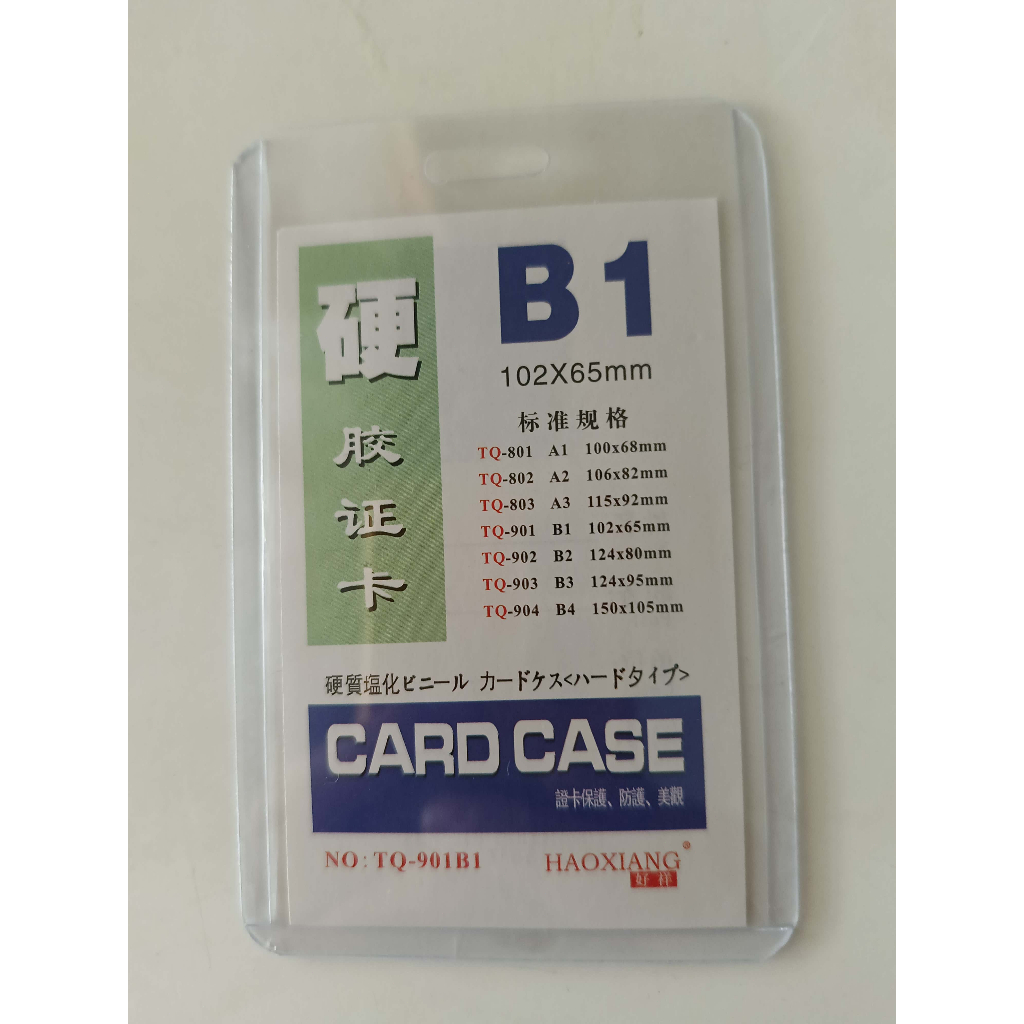 硬
胶
证
卡
B1
102X65mm
标准规格
TQ-801 A1 100x68mm
TQ-802 A2 106x82mm
TQ-803 A3 115x92mm
TQ-901 B1 102x65mm
TQ-902 B2 124x80mm
TQ-903 B3 124x95mm
TQ-904 B4 150x105mm
硬質塩化ビニール カードケス<ハードタイプ>
CARD CASE
證卡保護、防護、美觀
NO: TQ-901B1
HAOXIANG®
好祥